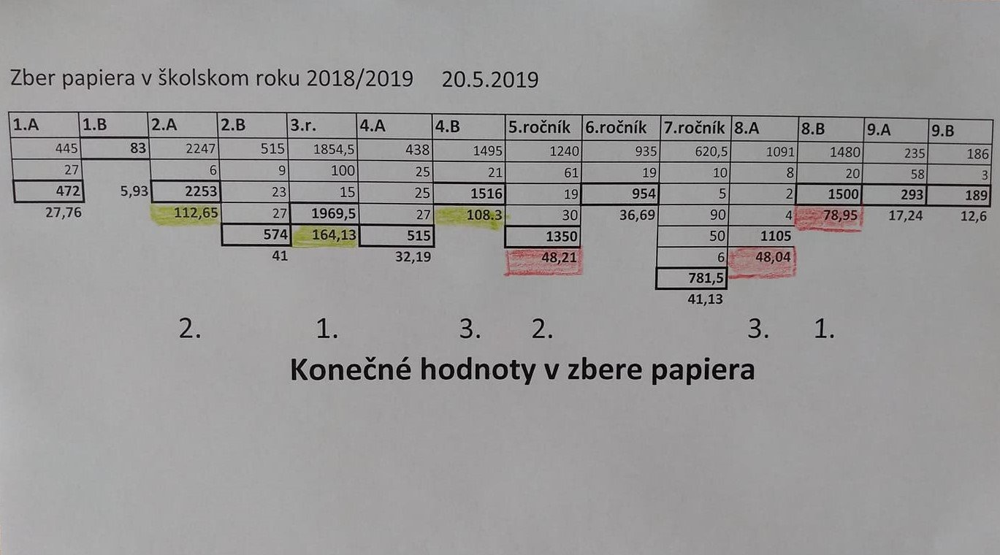 Zber papiera v školskom roku 2018/2019 20.5.2019
1.A 1.B 2.A 2.B 3.r. 4.A 4.B 5.ročník 6.ročník 7.ročník 8.A 8.B 9.A 9.B
445 83 2247 515 1854,5 438 1495 1240 935 620,5 1091 1480 235 186
27 6 9 100 25 21 61 19 10 8 20 58 3
472 5,93 2253 23 15 25 1516 19 954 5 2 1500 293 189
27,76 112,65 27 1969,5 27 108.3 30 36,69 90 4 78,95 17,24 12,6
574 164,13 515 1350 50 1105
41 32,19 48,21 6 48,04
781,5
41,13
2. 1. 3. 2. 3. 1.
Konečné hodnoty v zbere papiera